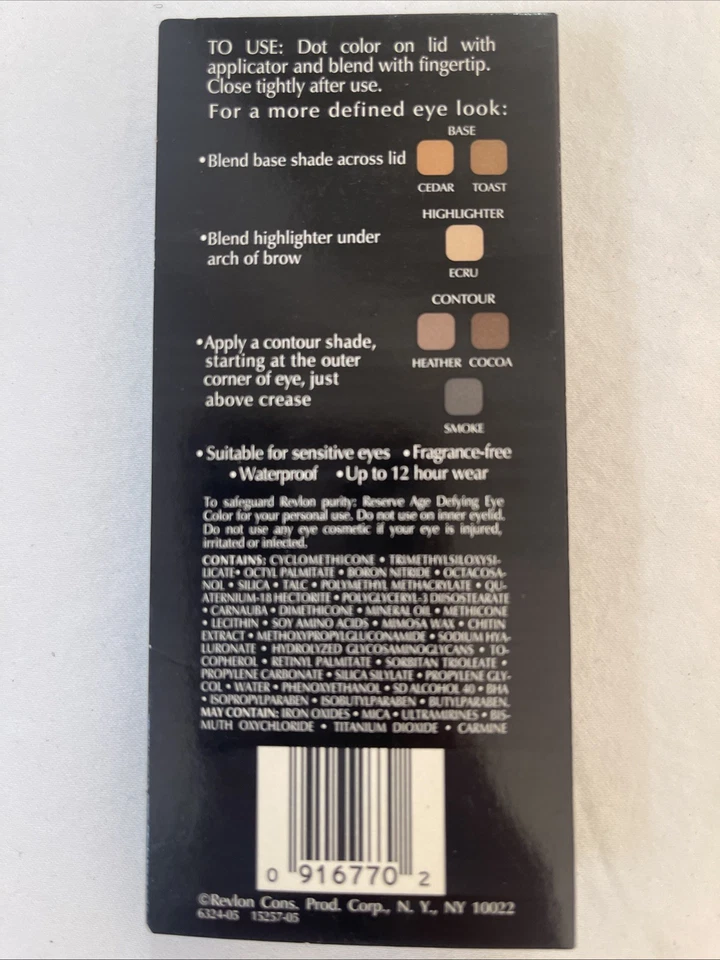 TO USE: Dot color on lid with
applicator and blend with fingertip.
Close tightly after use.
For a more defined eye look:
BASE
•Blend base shade across lid
CEDAR TOAST
HIGHLIGHTER
•Blend highlighter under
arch of brow
ECRU
CONTOUR
•Apply a contour shade,
starting at the outer
corner of eye, just
above crease
HEATHER COCOA
SMOKE
•Suitable for sensitive eyes •Fragrance-free
•Waterproof •Up to 12 hour wear
To safeguard Revlon purity: Reserve Age Defying Eye
Color for your personal use. Do not use on inner eyelid.
Do not use any eye cosmetic if your eye is injured,
irritated or infected.
CONTAINS: CYCLOMETHICONE • TRIMETHYLSILOXYSI-
LICATE• OCTYL PALMITATE • BORON NITRIDE • OCTACOSA-
NOL • SILICA • TALC • POLYMETHYL METHACRYLATE • QU-
ATERNIUM-18 HECTORITE • POLYGLYCERYL-3 DIISOSTEARATE
• CARNAUBA • DIMETHICONE • MINERAL OIL • METHICONE
• LECITHIN • SOY AMINO ACIDS • MIMOSA WAX • CHITIN
EXTRACT • METHOXYPROPYLGLUCONAMIDE • SODIUM HYA-
LURONATE • HYDROLYZED GLYCOSAMINOGLYCANS • TO-
COPHEROL • RETINYL PALMITATE • SORBITAN TRIOLEATE •
PROPYLENE CARBONATE • SILICA SILYLATE • PROPYLENE GLY-
COL • WATER • PHENOXYETHANOL • SD ALCOHOL 40 • BHA
• ISOPROPYLPARABEN • ISOBUTYLPARABEN • BUTYLPARABEN.
MAY CONTAIN: IRON OXIDES • MICA • ULTRAMARINES • BIS-
MUTH OXYCHLORIDE • TITANIUM DIOXIDE • CARMINE
0 916770 2
©Revlon Cons. Prod. Corp., N. Y., NY 10022
6324-05 15257-05